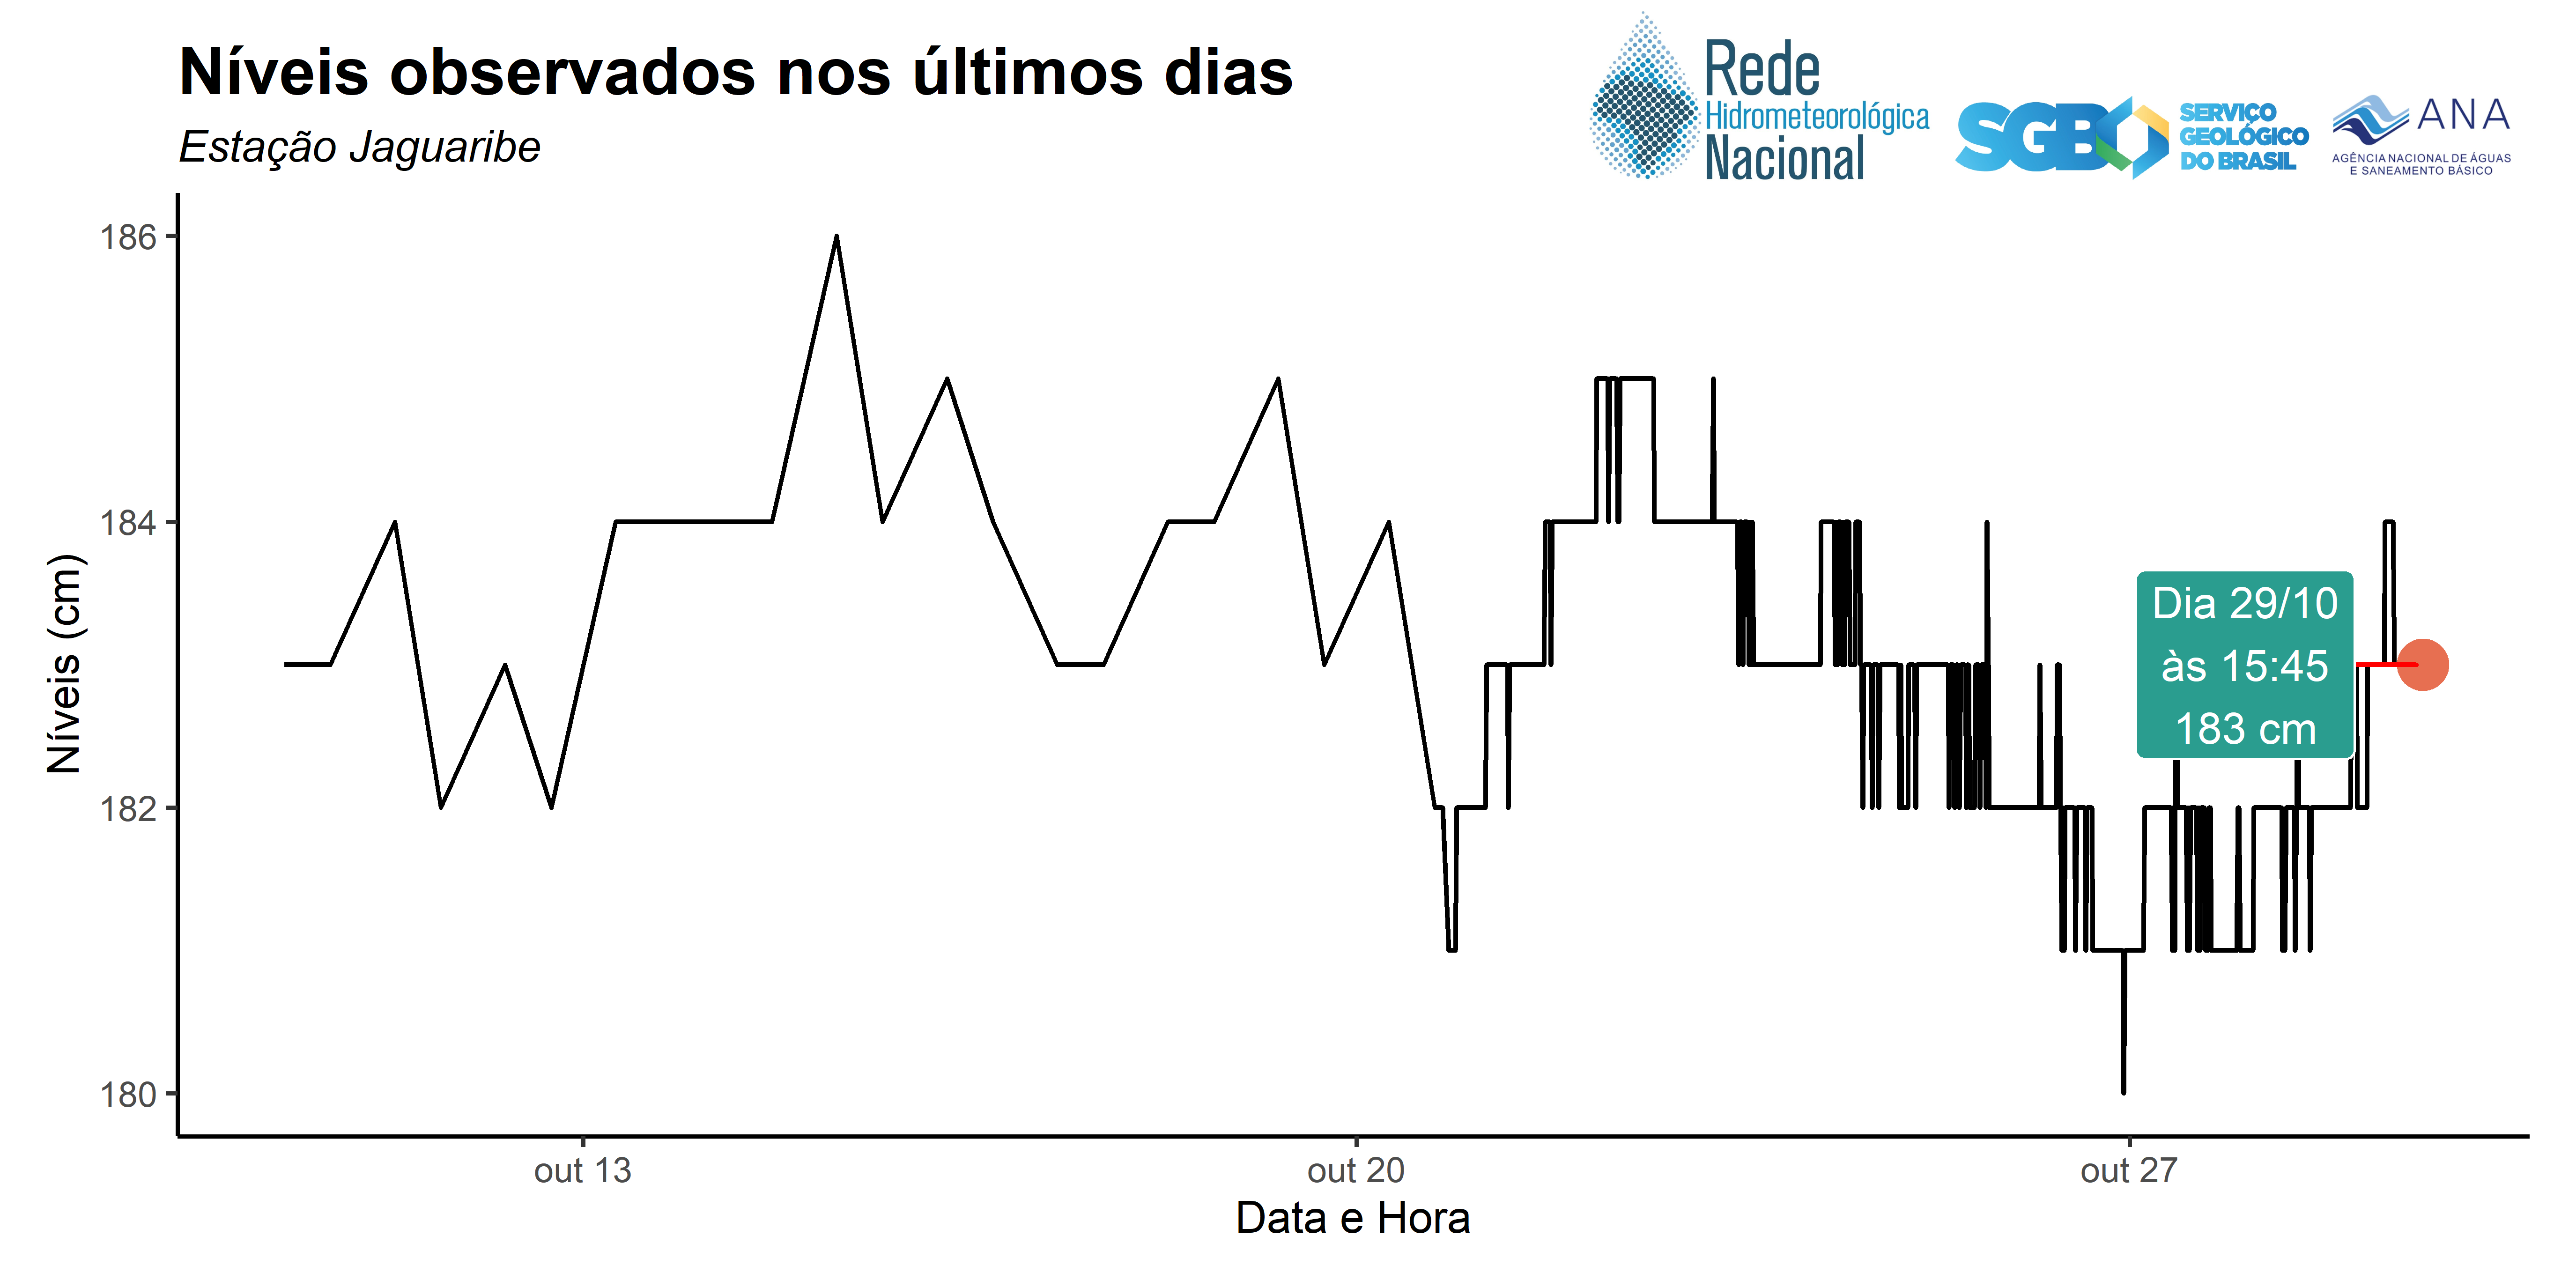 Níveis observados nos últimos dias
Estação Jaguaribe
Rede
Hidrometeorológica
Nacional
SGB
SERVIÇO
GEOLÓGICO
DO BRASIL
ANA
AGÊNCIA NACIONAL DE ÁGUAS
E SANEAMENTO BÁSICO
186
184
182
180
Níveis (cm)
Dia 29/10
às 15:45
183 cm
out 13
out 20
out 27
Data e Hora